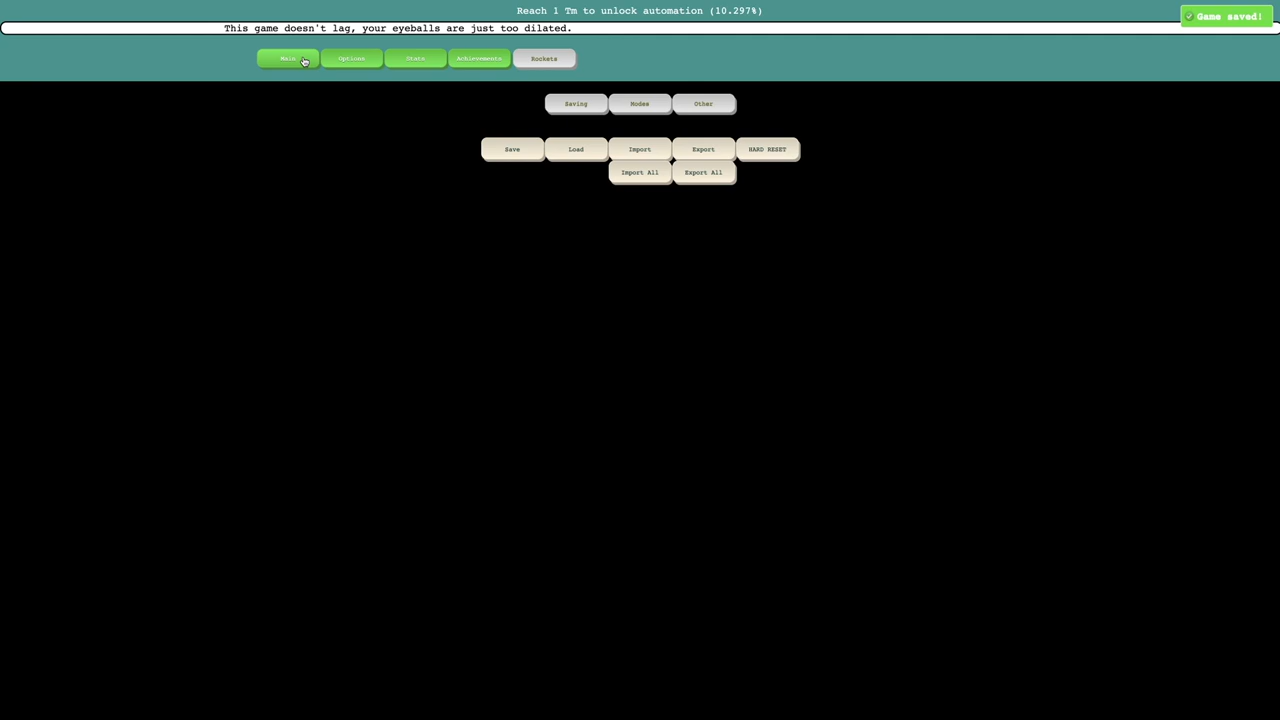 Reach 1 Tm to unlock automation (10.297%)
Game saved!
This game doesn't lag, your eyeballs are just too dilated.
Main Options Stats Achievements Rockets
Saving Modes Other
Save Load Import Export HARD RESET
Import All Export All